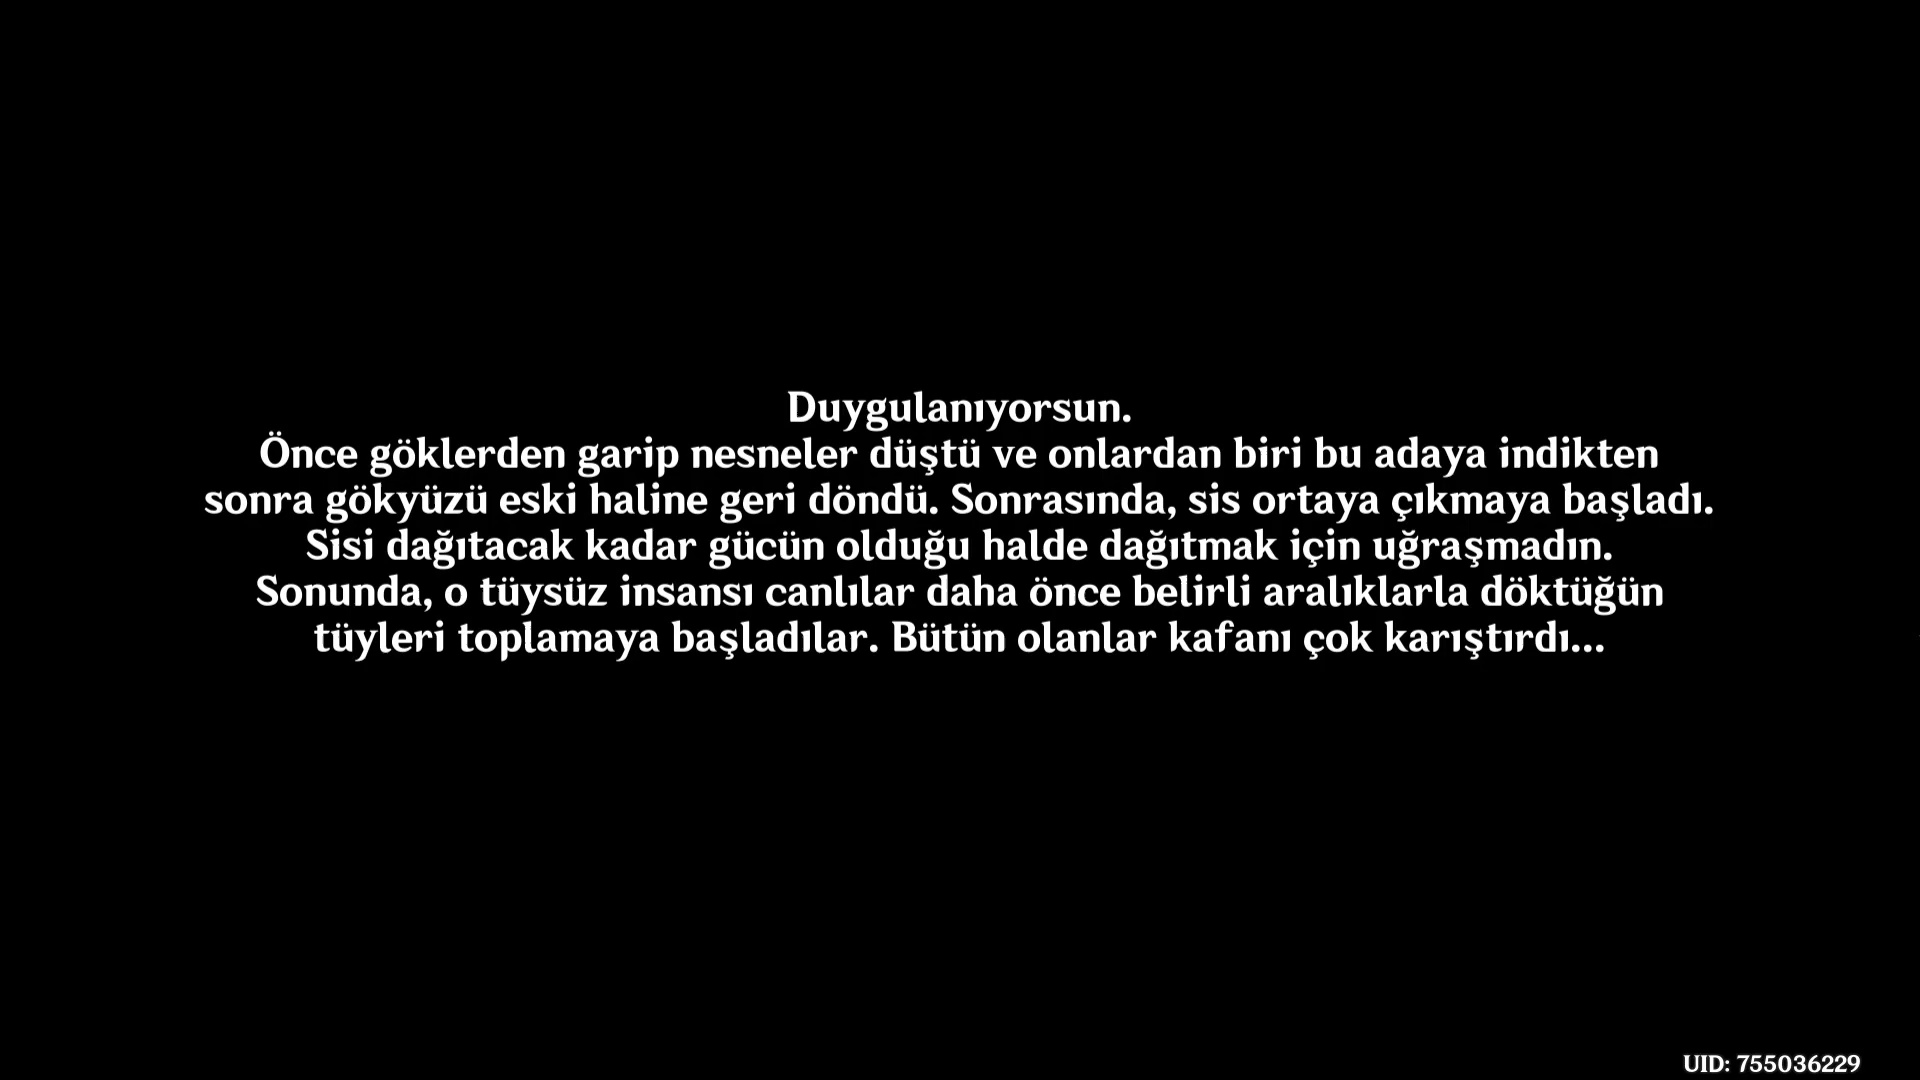 Duygulanıyorsun.
Önce göklerden garip nesneler düştü ve onlardan biri bu adaya indikten
sonra gökyüzü eski haline geri döndü. Sonrasında, sis ortaya çıkmaya başladı.
Sisi dağıtacak kadar gücün olduğu halde dağıtmak için uğraşmadın.
Sonunda, o tüysüz insansı canlılar daha önce belirli aralıklarla döktüğün
tüyleri toplamaya başladılar. Bütün olanlar kafanı çok karıştırdı...
UID: 755036229